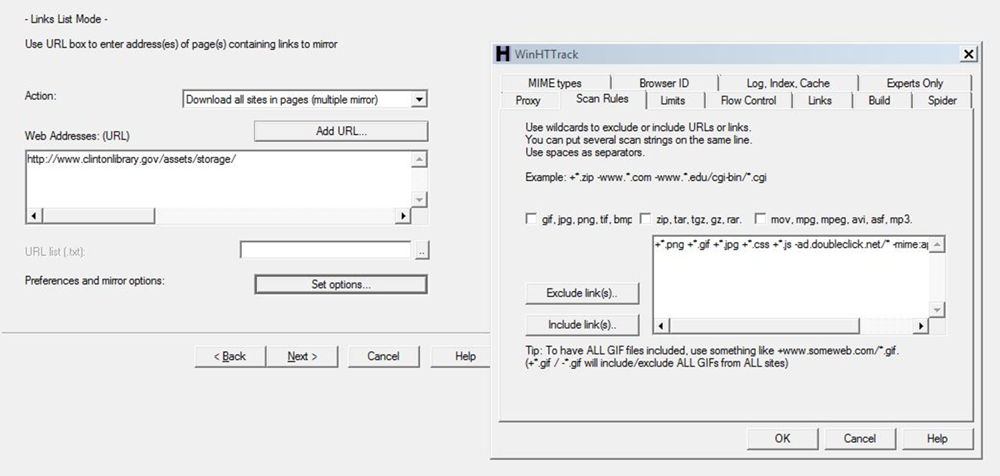 - Links List Mode -
Use URL box to enter address(es) of page(s) containing links to mirror
Action:
Download all sites in pages (multiple mirror)
Web Addresses: (URL)
Add URL...
http://www.clintonlibrary.gov/assets/storage/
URL list (.txt):
..
Preferences and mirror options:
Set options...
< Back
Next >
Cancel
Help
H WinHTTrack
MIME types
Browser ID
Log, Index, Cache
Experts Only
Proxy
Scan Rules
Limits
Flow Control
Links
Build
Spider
Use wildcards to exclude or include URLs or links.
You can put several scan strings on the same line.
Use spaces as separators.
Example: +*.zip -www.*.com -www.*.edu/cgi-bin/*.cgi
gif, jpg, png, tif, bmp
zip, tar, tgz, gz, rar.
mov, mpg, mpeg, avi, asf, mp3.
+*.png +*.gif +*.jpg +*.css +*.js -ad.doubleclick.net/* -mime:a
Exclude link(s)..
Include link(s)..
Tip: To have ALL GIF files included, use something like +www.someweb.com/*.gif.
(+*.gif / -*.gif will include/exclude ALL GIFs from ALL sites)
OK
Cancel
Help